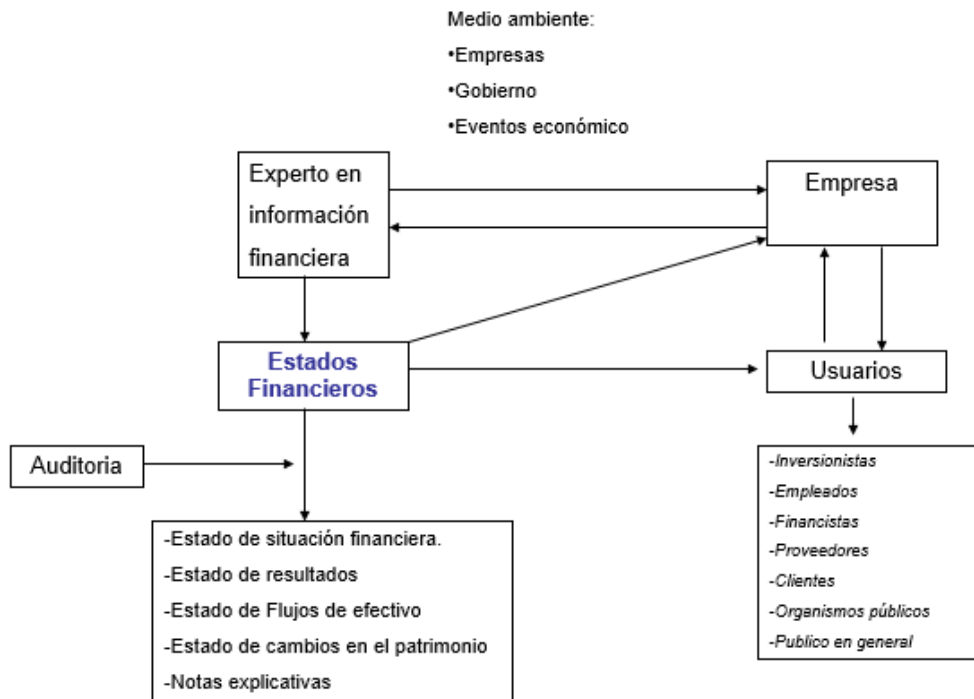 Medio ambiente:
•Empresas
•Gobierno
•Eventos económico
Experto en
información
financiera
Empresa
Estados
Financieros
Usuarios
Auditoria
-Inversionistas
-Empleados
-Financistas
-Proveedores
-Clientes
-Organismos públicos
-Publico en general
-Estado de situación financiera.
-Estado de resultados
-Estado de Flujos de efectivo
-Estado de cambios en el patrimonio
-Notas explicativas